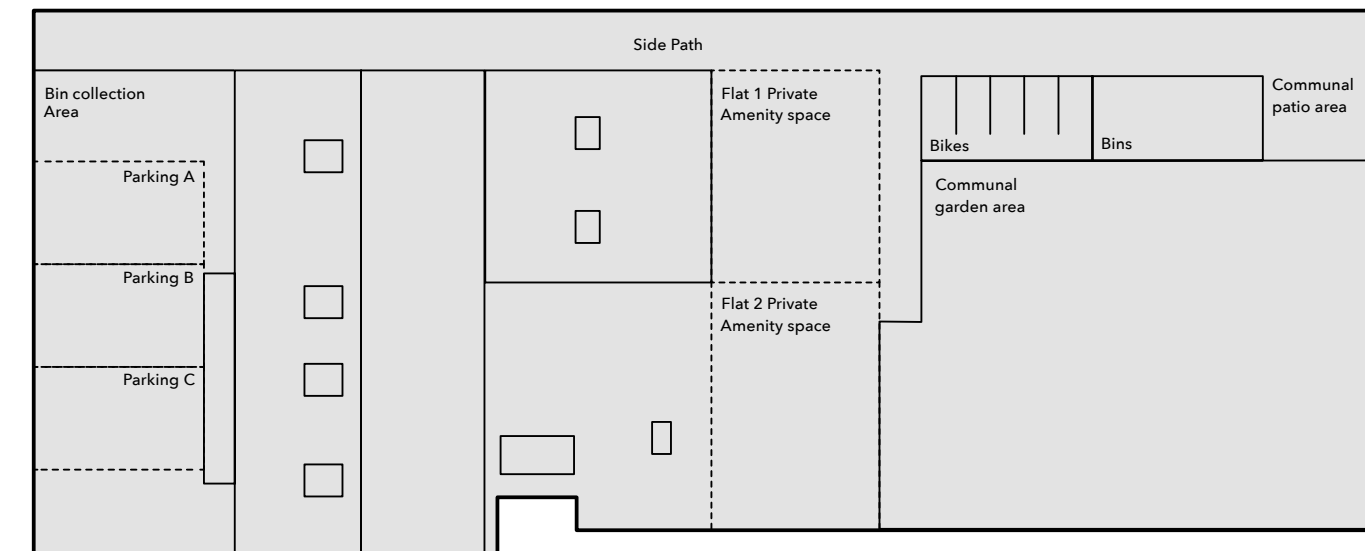 Side Path
Bin collection
Area
Flat 1 Private
Amenity space
Communal
patio area
Bikes
Bins
Parking A
Communal
garden area
Parking B
Flat 2 Private
Amenity space
Parking C